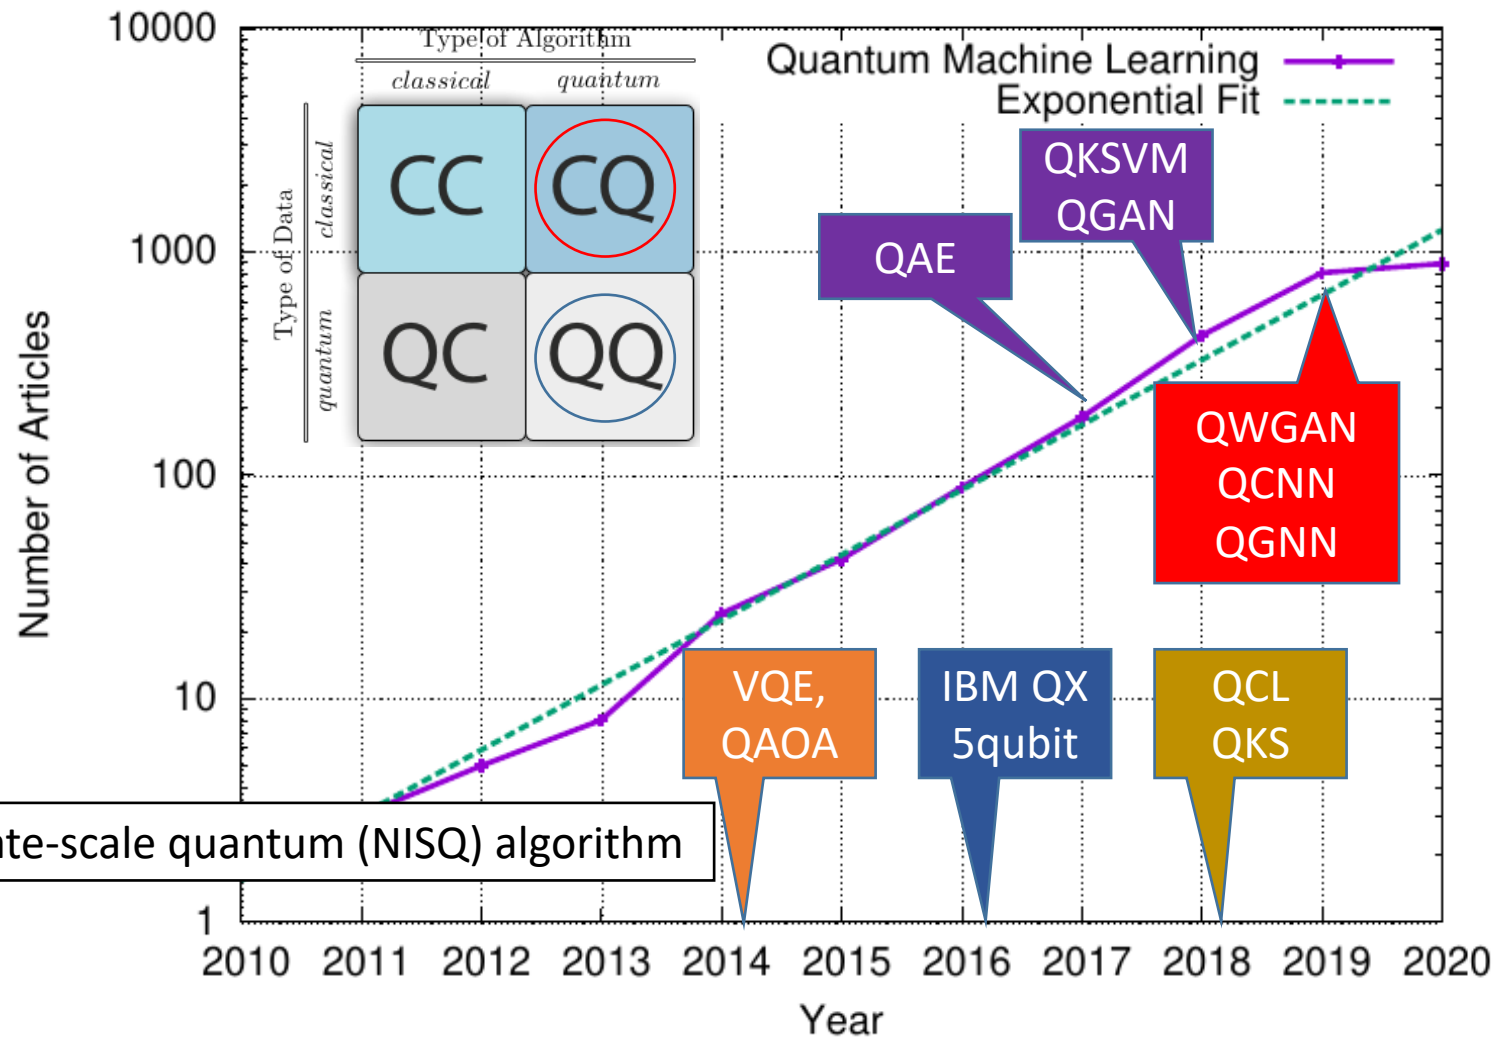 Number of Articles
10000
1000
100
10
1
Type of Algorithm
classical quantum
Type of Data
classical
quantum
CC CQ
QC QQ
Quantum Machine Learning
Exponential Fit
QKSVM
QGAN
QAE
QWGAN
QCNN
QGNN
VQE,
QAOA
IBM QX
5qubit
QCL
QKS
te-scale quantum (NISQ) algorithm
2010 2011 2012 2013 2014 2015 2016 2017 2018 2019 2020
Year